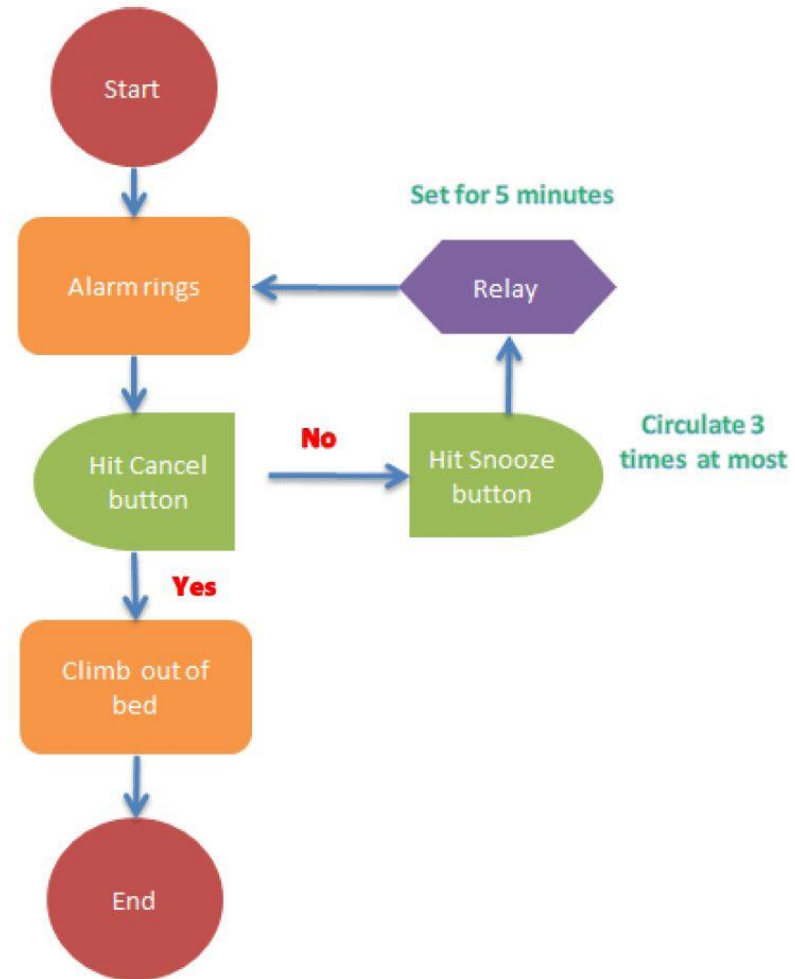 Start
Set for 5 minutes
Alarm rings
Relay
Hit Cancel
button
No
Hit Snooze
button
Circulate 3
times at most
Yes
Climb out of
bed
End